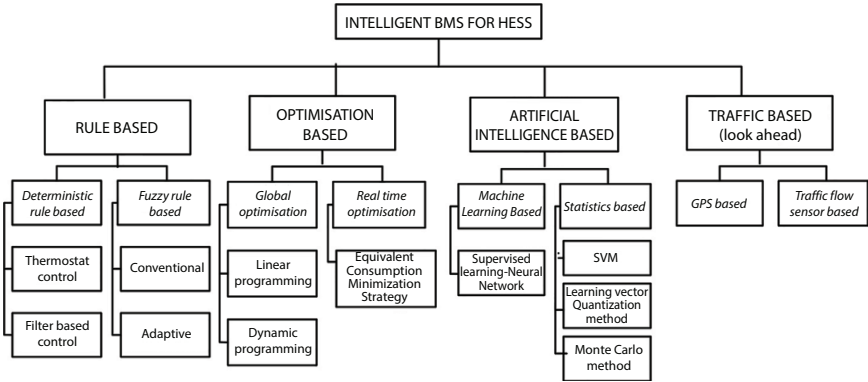 INTELLIGENT BMS FOR HESS
RULE BASED
OPTIMISATION
BASED
ARTIFICIAL
INTELLIGENCE BASED
TRAFFIC BASED
(look ahead)
Deterministic
rule based
Fuzzy rule
based
Global
optimisation
Real time
optimisation
Machine
Learning Based
Statistics based
GPS based
Traffic flow
sensor based
Thermostat
control
Conventional
Linear
programming
Equivalent
Consumption
Minimization
Strategy
Supervised
learning-Neural
Network
SVM
Filter based
control
Adaptive
Dynamic
programming
Learning vector
Quantization
method
Monte Carlo
method